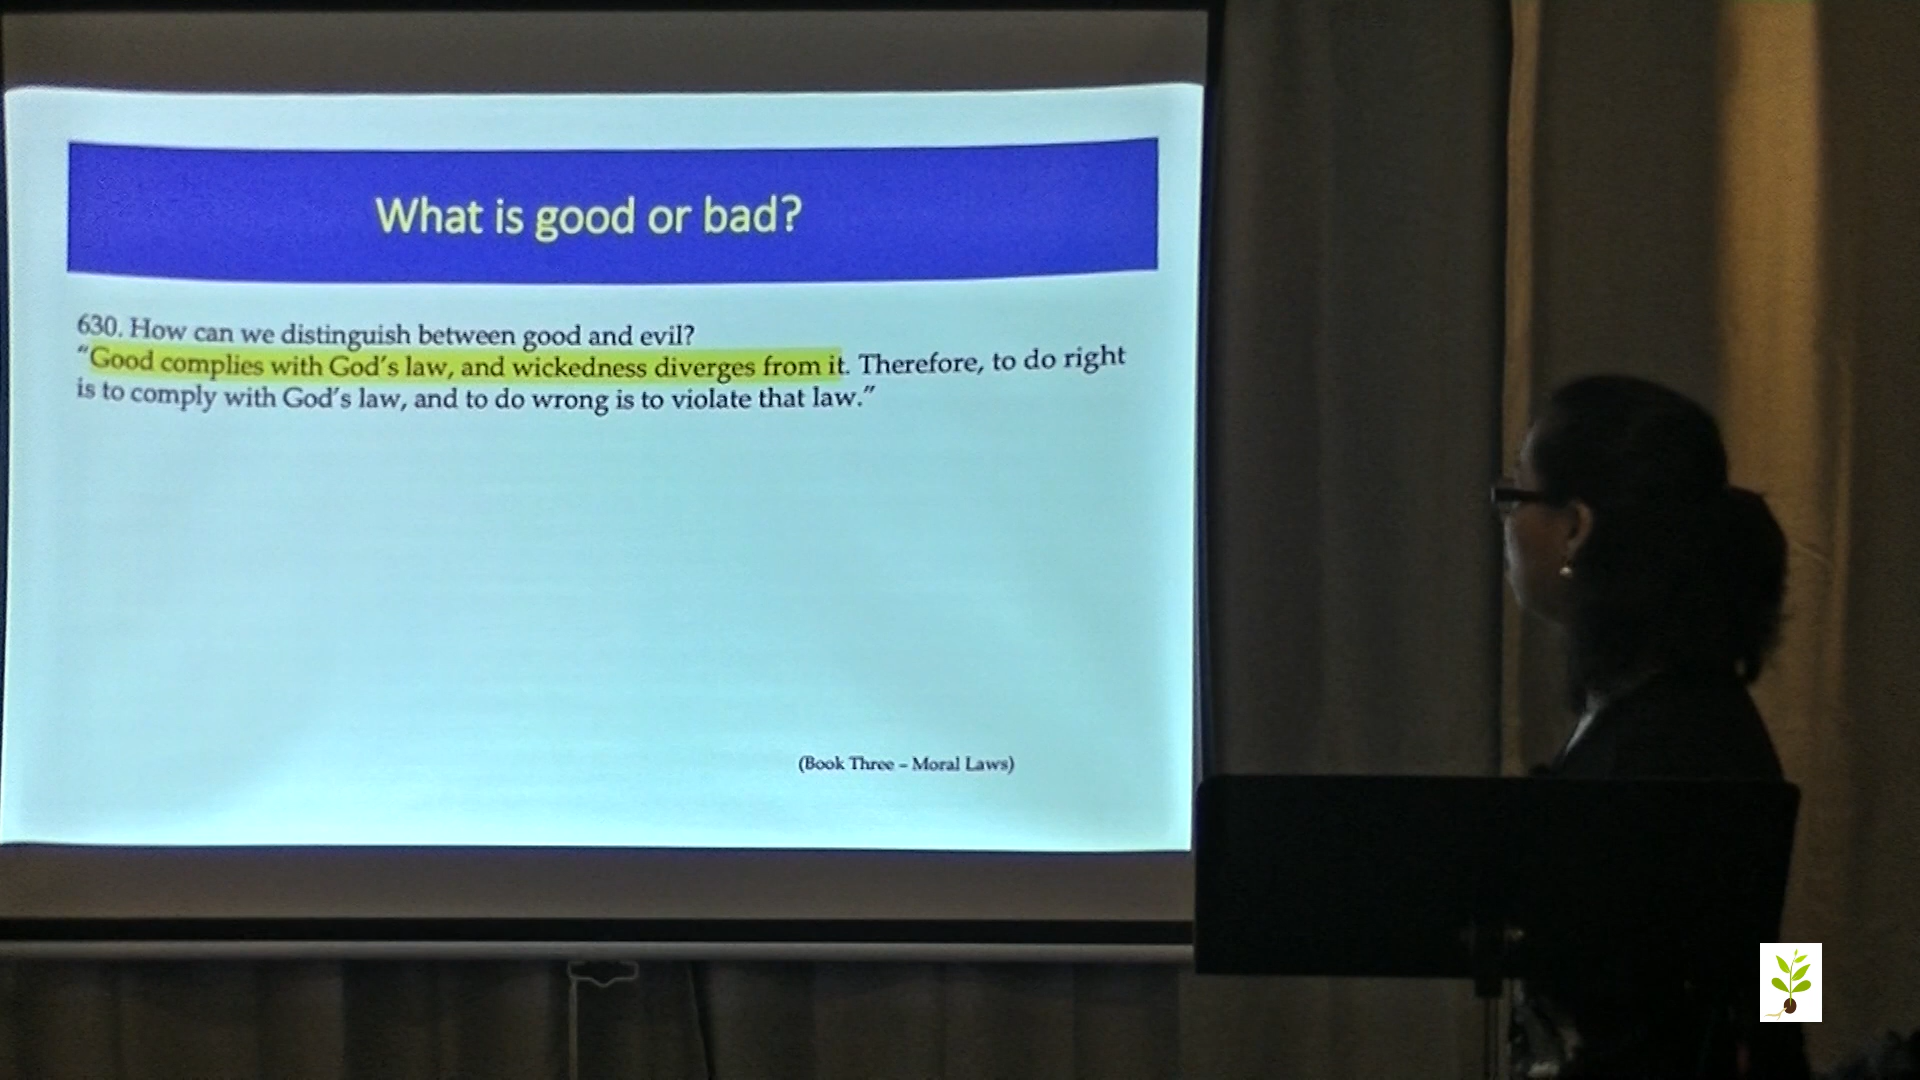 What is good or bad?
630. How can we distinguish between good and evil?
“Good complies with God’s law, and wickedness diverges from it. Therefore, to do right
is to comply with God’s law, and to do wrong is to violate that law.”
(Book Three – Moral Laws)